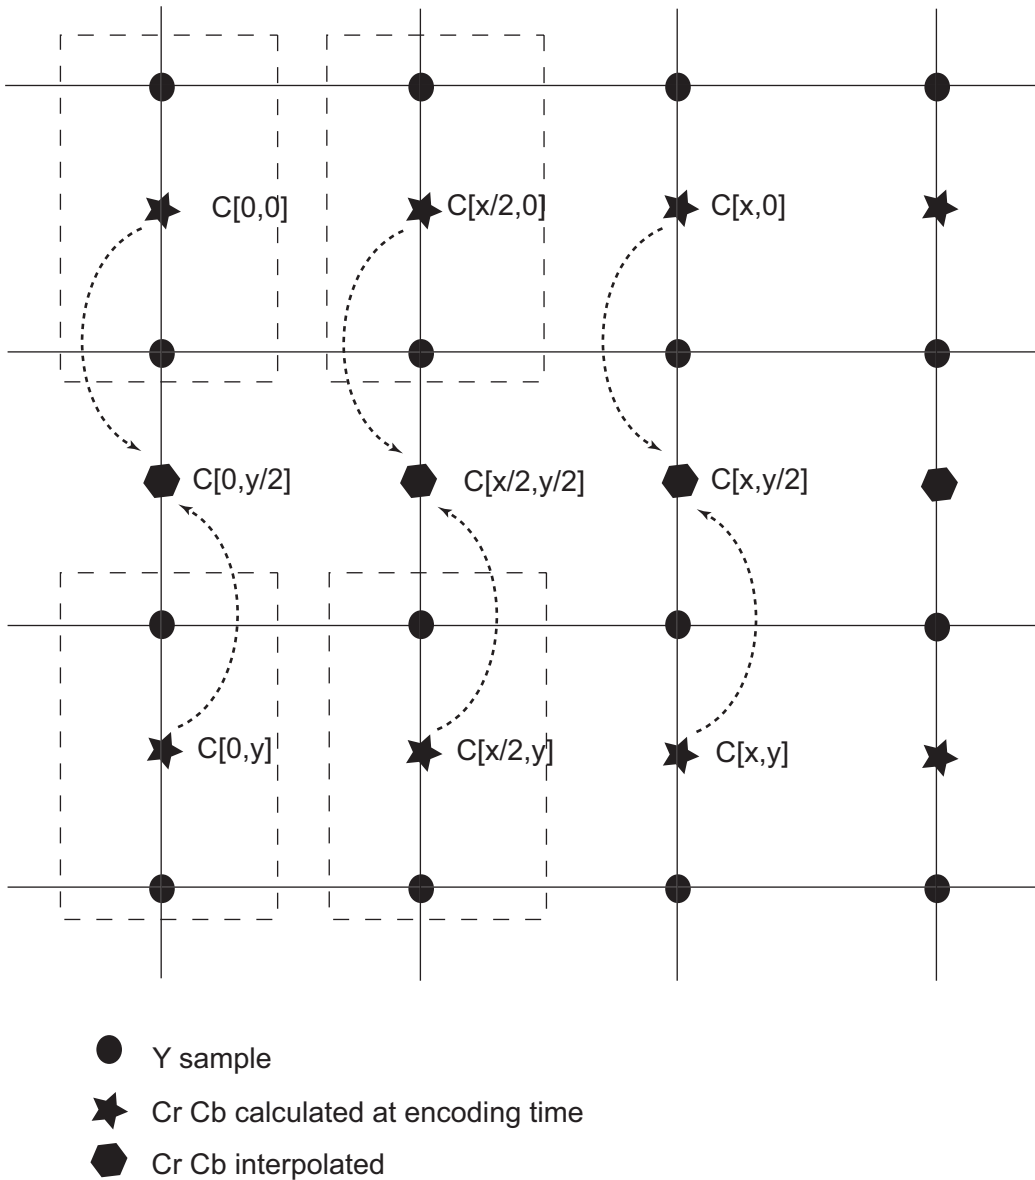 C[0,0]
C[x/2,0]
C[x,0]
C[0,y/2]
C[x/2,y/2]
C[x,y/2]
C[0,y]
C[x/2,y]
C[x,y]
Y sample
Cr Cb calculated at encoding time
Cr Cb interpolated